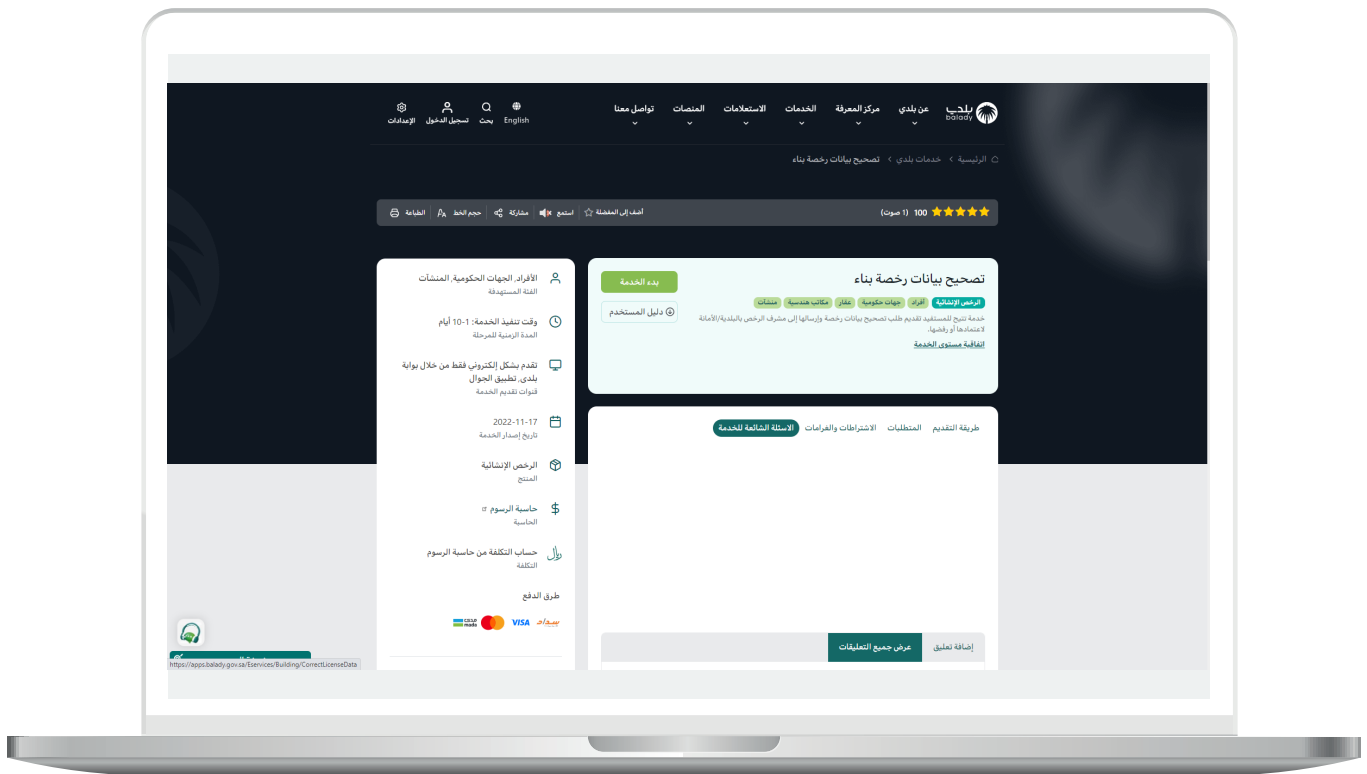 بلدي
balady
عن بلدي
مركز المعرفة
الخدمات
الاستعلامات
المنصات
تواصل معنا
English
بحث
تسجيل الدخول
الإعدادات
الرئيسية
خدمات بلدي
تصحيح بيانات رخصة بناء
100 (1 صوت)
أضف إلى المفضلة
استمع
مشاركة
حجم الخط
الطباعة
تصحيح بيانات رخصة بناء
بدء الخدمة
الرخص الإنشائية
أفراد
جهات حكومية
عقار
مكاتب هندسية
منشآت
دليل المستخدم
خدمة تتيح للمستفيد تقديم طلب تصحيح بيانات رخصة وإرسالها إلى مشرف الرخص بالبلدية/الأمانة
لاعتمادها أو رفضها.
اتفاقية مستوى الخدمة
طريقة التقديم
المتطلبات
الاشتراطات والغرامات
الاسئلة الشائعة للخدمة
إضافة تعليق
عرض جميع التعليقات
الأفراد, الجهات الحكومية, المنشآت
الفئة المستهدفة
وقت تنفيذ الخدمة: 1-10 أيام
المدة الزمنية للمرحلة
تقدم بشكل إلكتروني فقط من خلال بوابة
بلدي, تطبيق الجوال
قنوات تقديم الخدمة
2022-11-17
تاريخ إصدار الخدمة
الرخص الإنشائية
المنتج
حاسبة الرسوم
الحاسبة
حساب التكلفة من حاسبة الرسوم
التكلفة
طرق الدفع
سداد
VISA
مدى
mada
https://apps.balady.gov.sa/Eservices/Building/CorrectLicenseData